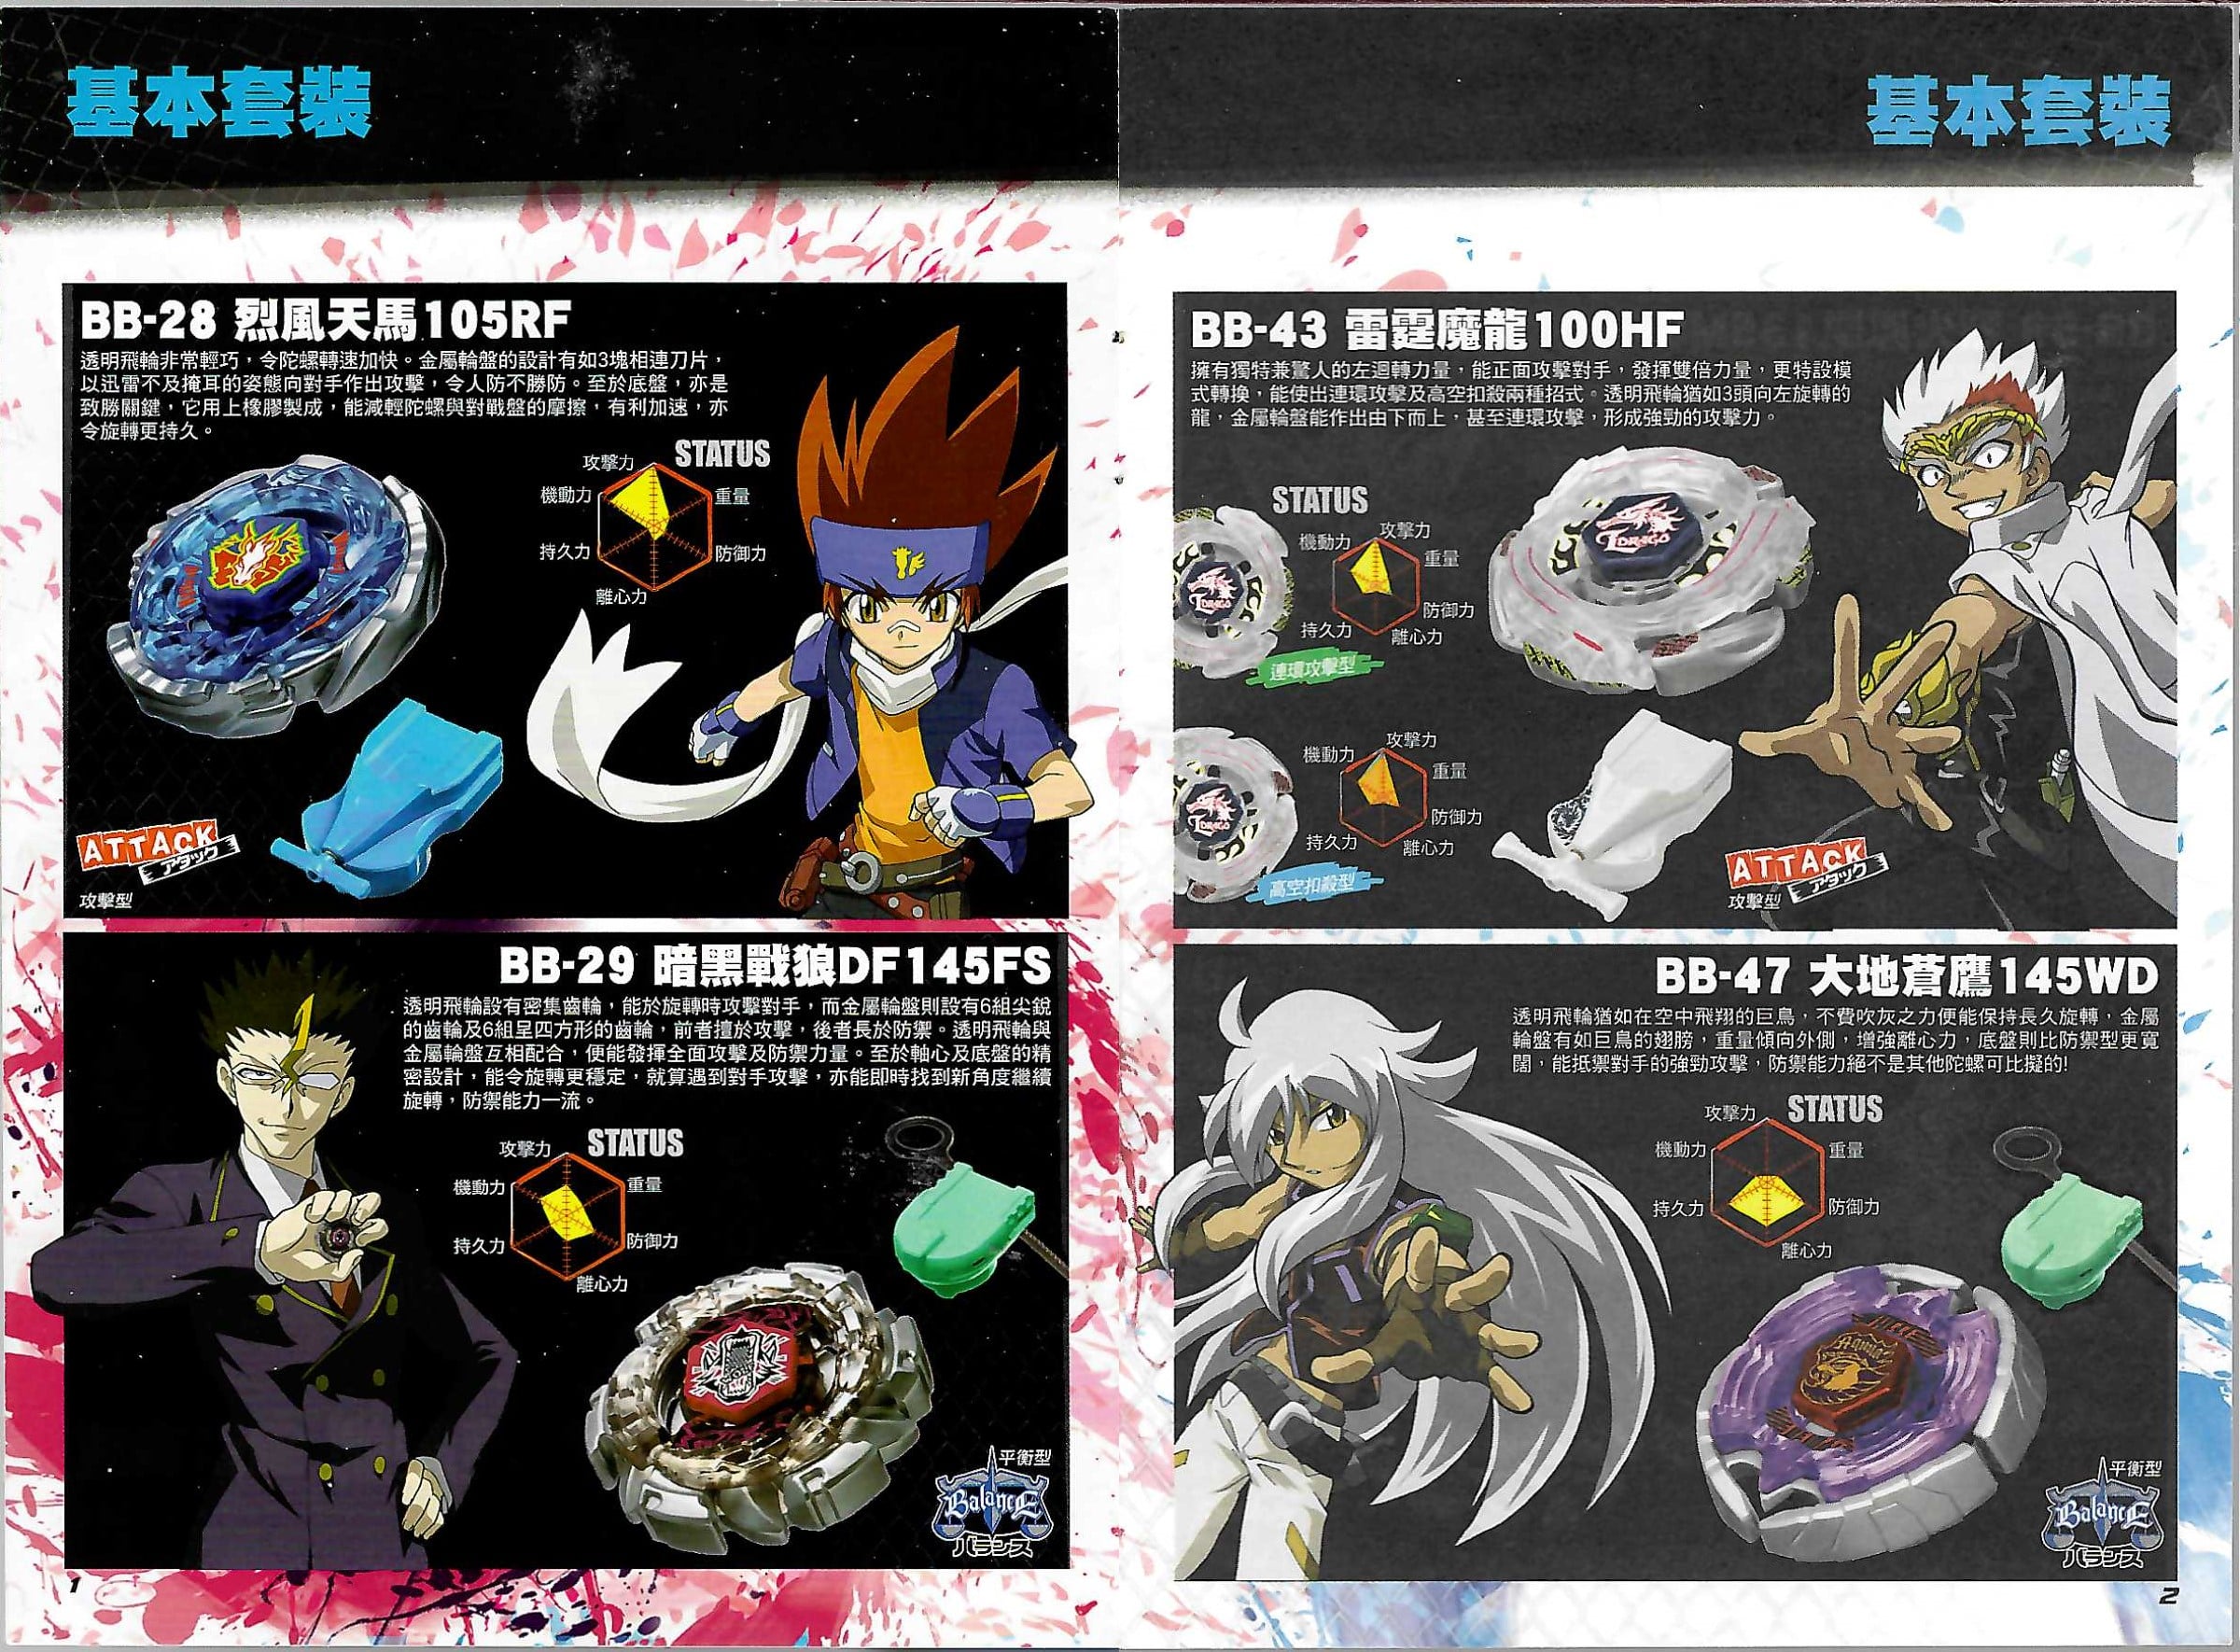 基本套裝
BB-28 烈風天馬105RF
透明飛輪非常輕巧，令陀螺轉速加快。金屬輪盤的設計有如3塊相連刀片，
以迅雷不及掩耳的姿態向對手作出攻擊，令人防不勝防。至於底盤，亦是
致勝關鍵，它用上橡膠製成，能減輕陀螺與對戰盤的摩擦，有利加速，亦
令旋轉更持久。
STATUS
攻擊力
機動力
重量
持久力
防御力
離心力
ATTACK
アタック
攻擊型
BB-29 暗黑戰狼DF145FS
透明飛輪設有密集齒輪，能於旋轉時攻擊對手，而金屬輪盤則設有6組尖銳
的齒輪及6組呈四方形的齒輪，前者擅於攻擊，後者長於防禦。透明飛輪與
金屬輪盤互相配合，便能發揮全面攻擊及防禦力量。至於軸心及底盤的精
密設計，能令旋轉更穩定，就算遇到對手攻擊，亦能即時找到新角度繼續
旋轉，防禦能力一流。
STATUS
攻擊力
機動力
重量
持久力
防御力
離心力
平衡型
Balance
バランス
1
基本套裝
BB-43 雷霆魔龍100HF
擁有獨特兼驚人的左迴轉力量，能正面攻擊對手，發揮雙倍力量，更特設模
式轉換，能使出連環攻擊及高空扣殺兩種招式。透明飛輪猶如3頭向左旋轉的
龍，金屬輪盤能作出由下而上，甚至連環攻擊，形成強勁的攻擊力。
STATUS
攻擊力
機動力
重量
防御力
持久力
離心力
連環攻擊型
L DRAGO
L DRAGO
攻擊力
機動力
重量
防御力
持久力
離心力
高空扣殺型
L DRAGO
ATTACK
アタック
攻擊型
BB-47 大地蒼鷹145WD
透明飛輪猶如在空中飛翔的巨鳥，不費吹灰之力便能保持長久旋轉，金屬
輪盤有如巨鳥的翅膀，重量傾向外側，增強離心力，底盤則比防禦型更寬
闊，能抵禦對手的強勁攻擊，防禦能力絕不是其他陀螺可比擬的!
STATUS
攻擊力
機動力
重量
持久力
防御力
離心力
Aquila
平衡型
Balance
バランス
2